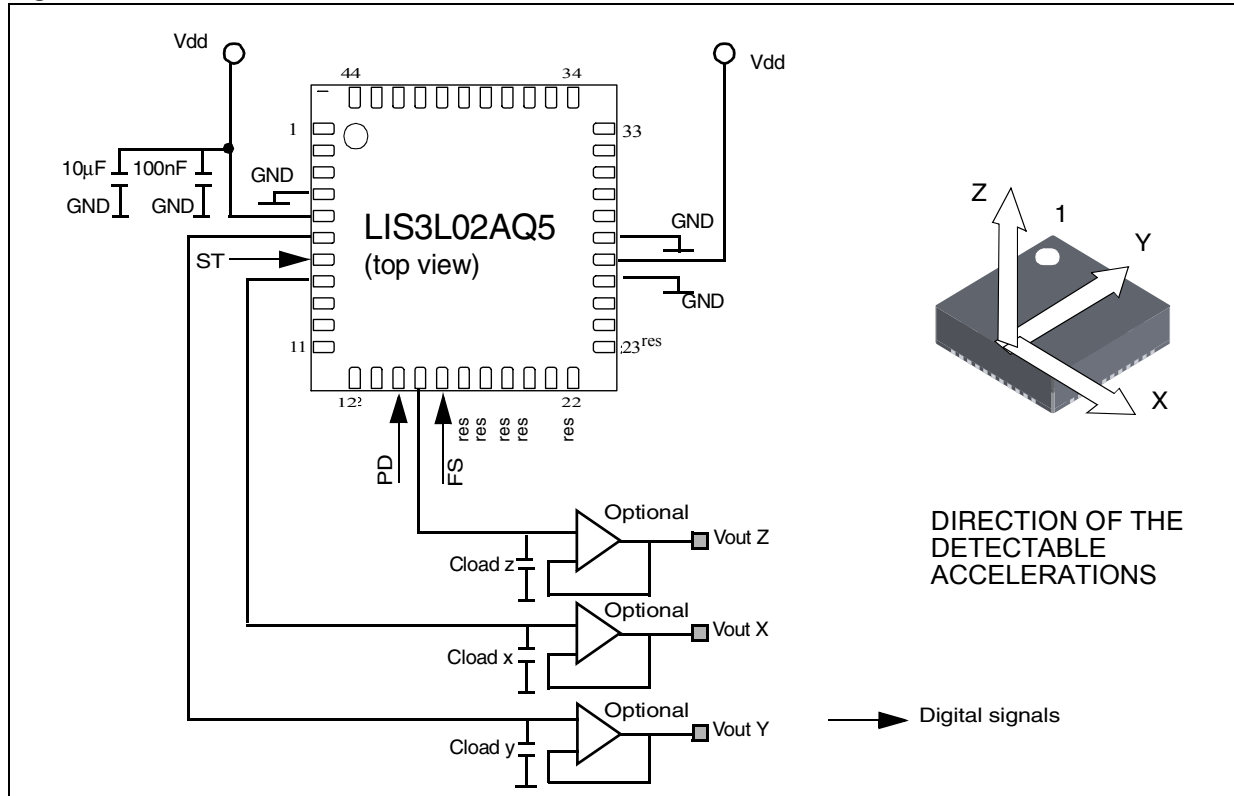 Vdd
Vdd
44
34
1
33
10µF
100nF
GND
GND
GND
GND
LIS3L02AQ5
(top view)
ST
GND
11
23
res
12
22
PD
FS
res
res
res
res
res
Optional
Cload z
Vout Z
Optional
Cload x
Vout X
Optional
Cload y
Vout Y
Z
1
Y
X
DIRECTION OF THE
DETECTABLE
ACCELERATIONS
Digital signals